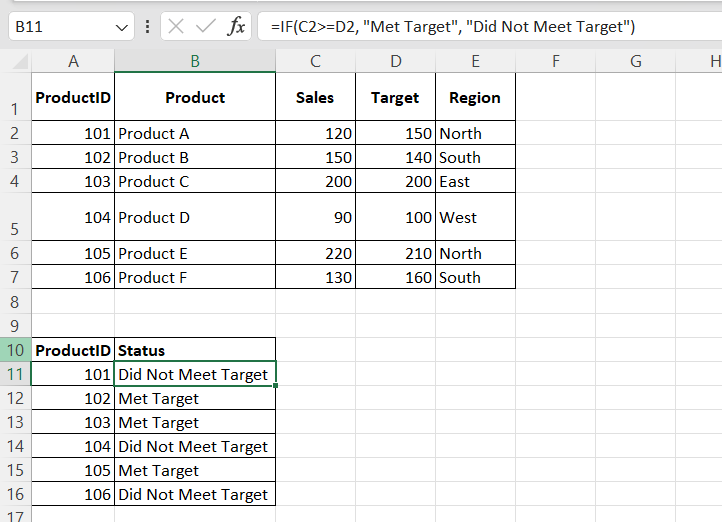 B11 fx =IF(C2>=D2, "Met Target", "Did Not Meet Target")
A B C D E F G H
1 ProductID Product Sales Target Region
2 101 Product A 120 150 North
3 102 Product B 150 140 South
4 103 Product C 200 200 East
5 104 Product D 90 100 West
6 105 Product E 220 210 North
7 106 Product F 130 160 South
8
9
10 ProductID Status
11 101 Did Not Meet Target
12 102 Met Target
13 103 Met Target
14 104 Did Not Meet Target
15 105 Met Target
16 106 Did Not Meet Target
17